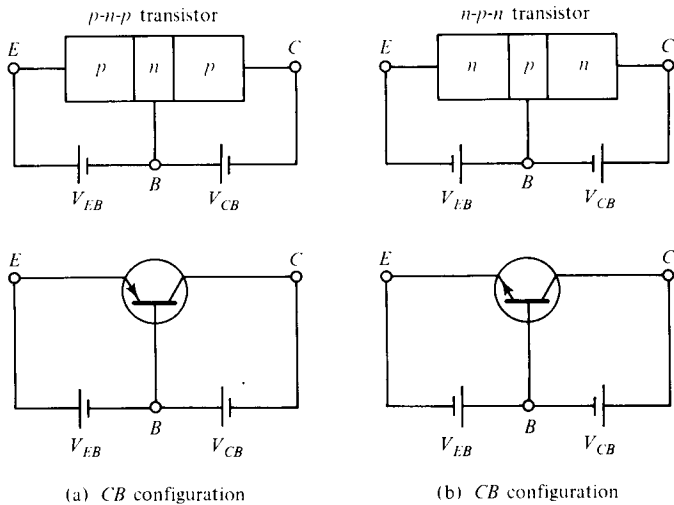 p-n-p transistor
n-p-n transistor
E C E C
p n p n p n
B B
V_EB V_CB V_EB V_CB
E C E C
B B
V_EB V_CB V_EB V_CB
(a) CB configuration
(b) CB configuration